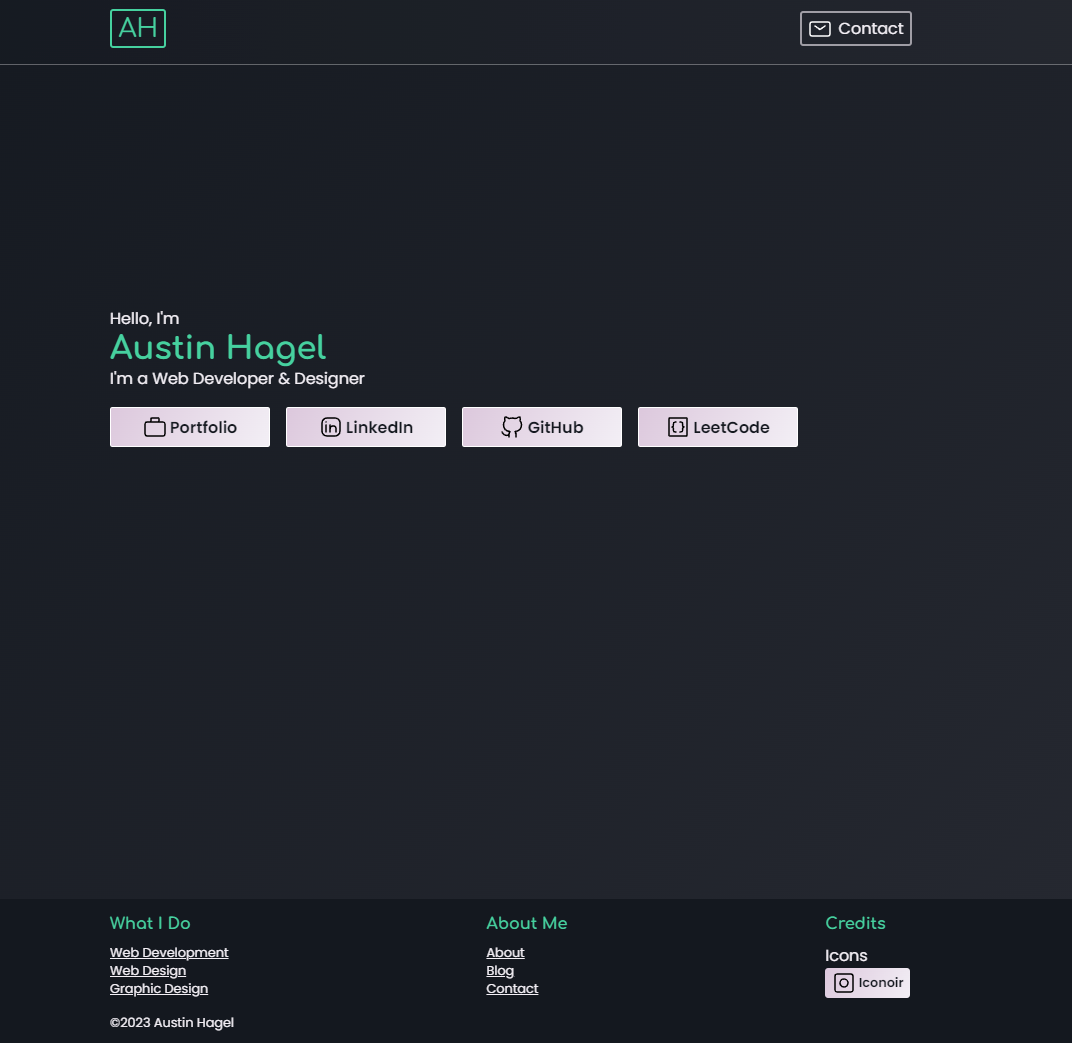 AH
Contact
Hello, I'm
Austin Hagel
I'm a Web Developer & Designer
Portfolio
LinkedIn
GitHub
LeetCode
What I Do
Web Development
Web Design
Graphic Design
©2023 Austin Hagel
About Me
About
Blog
Contact
Credits
Icons
Iconoir